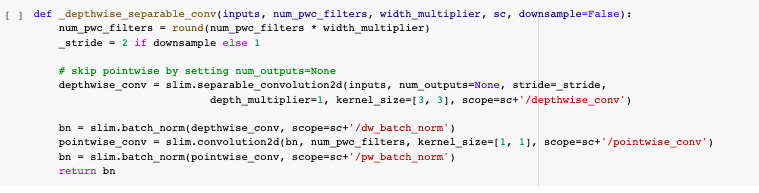 [ ] def _depthwise_separable_conv(inputs, num_pwc_filters, width_multiplier, sc, downsample=False):
    num_pwc_filters = round(num_pwc_filters * width_multiplier)
    _stride = 2 if downsample else 1

    # skip pointwise by setting num_outputs=None
    depthwise_conv = slim.separable_convolution2d(inputs, num_outputs=None, stride=_stride,
                          depth_multiplier=1, kernel_size=[3, 3], scope=sc+'/depthwise_conv')

    bn = slim.batch_norm(depthwise_conv, scope=sc+'/dw_batch_norm')
    pointwise_conv = slim.convolution2d(bn, num_pwc_filters, kernel_size=[1, 1], scope=sc+'/pointwise_conv')
    bn = slim.batch_norm(pointwise_conv, scope=sc+'/pw_batch_norm')
    return bn